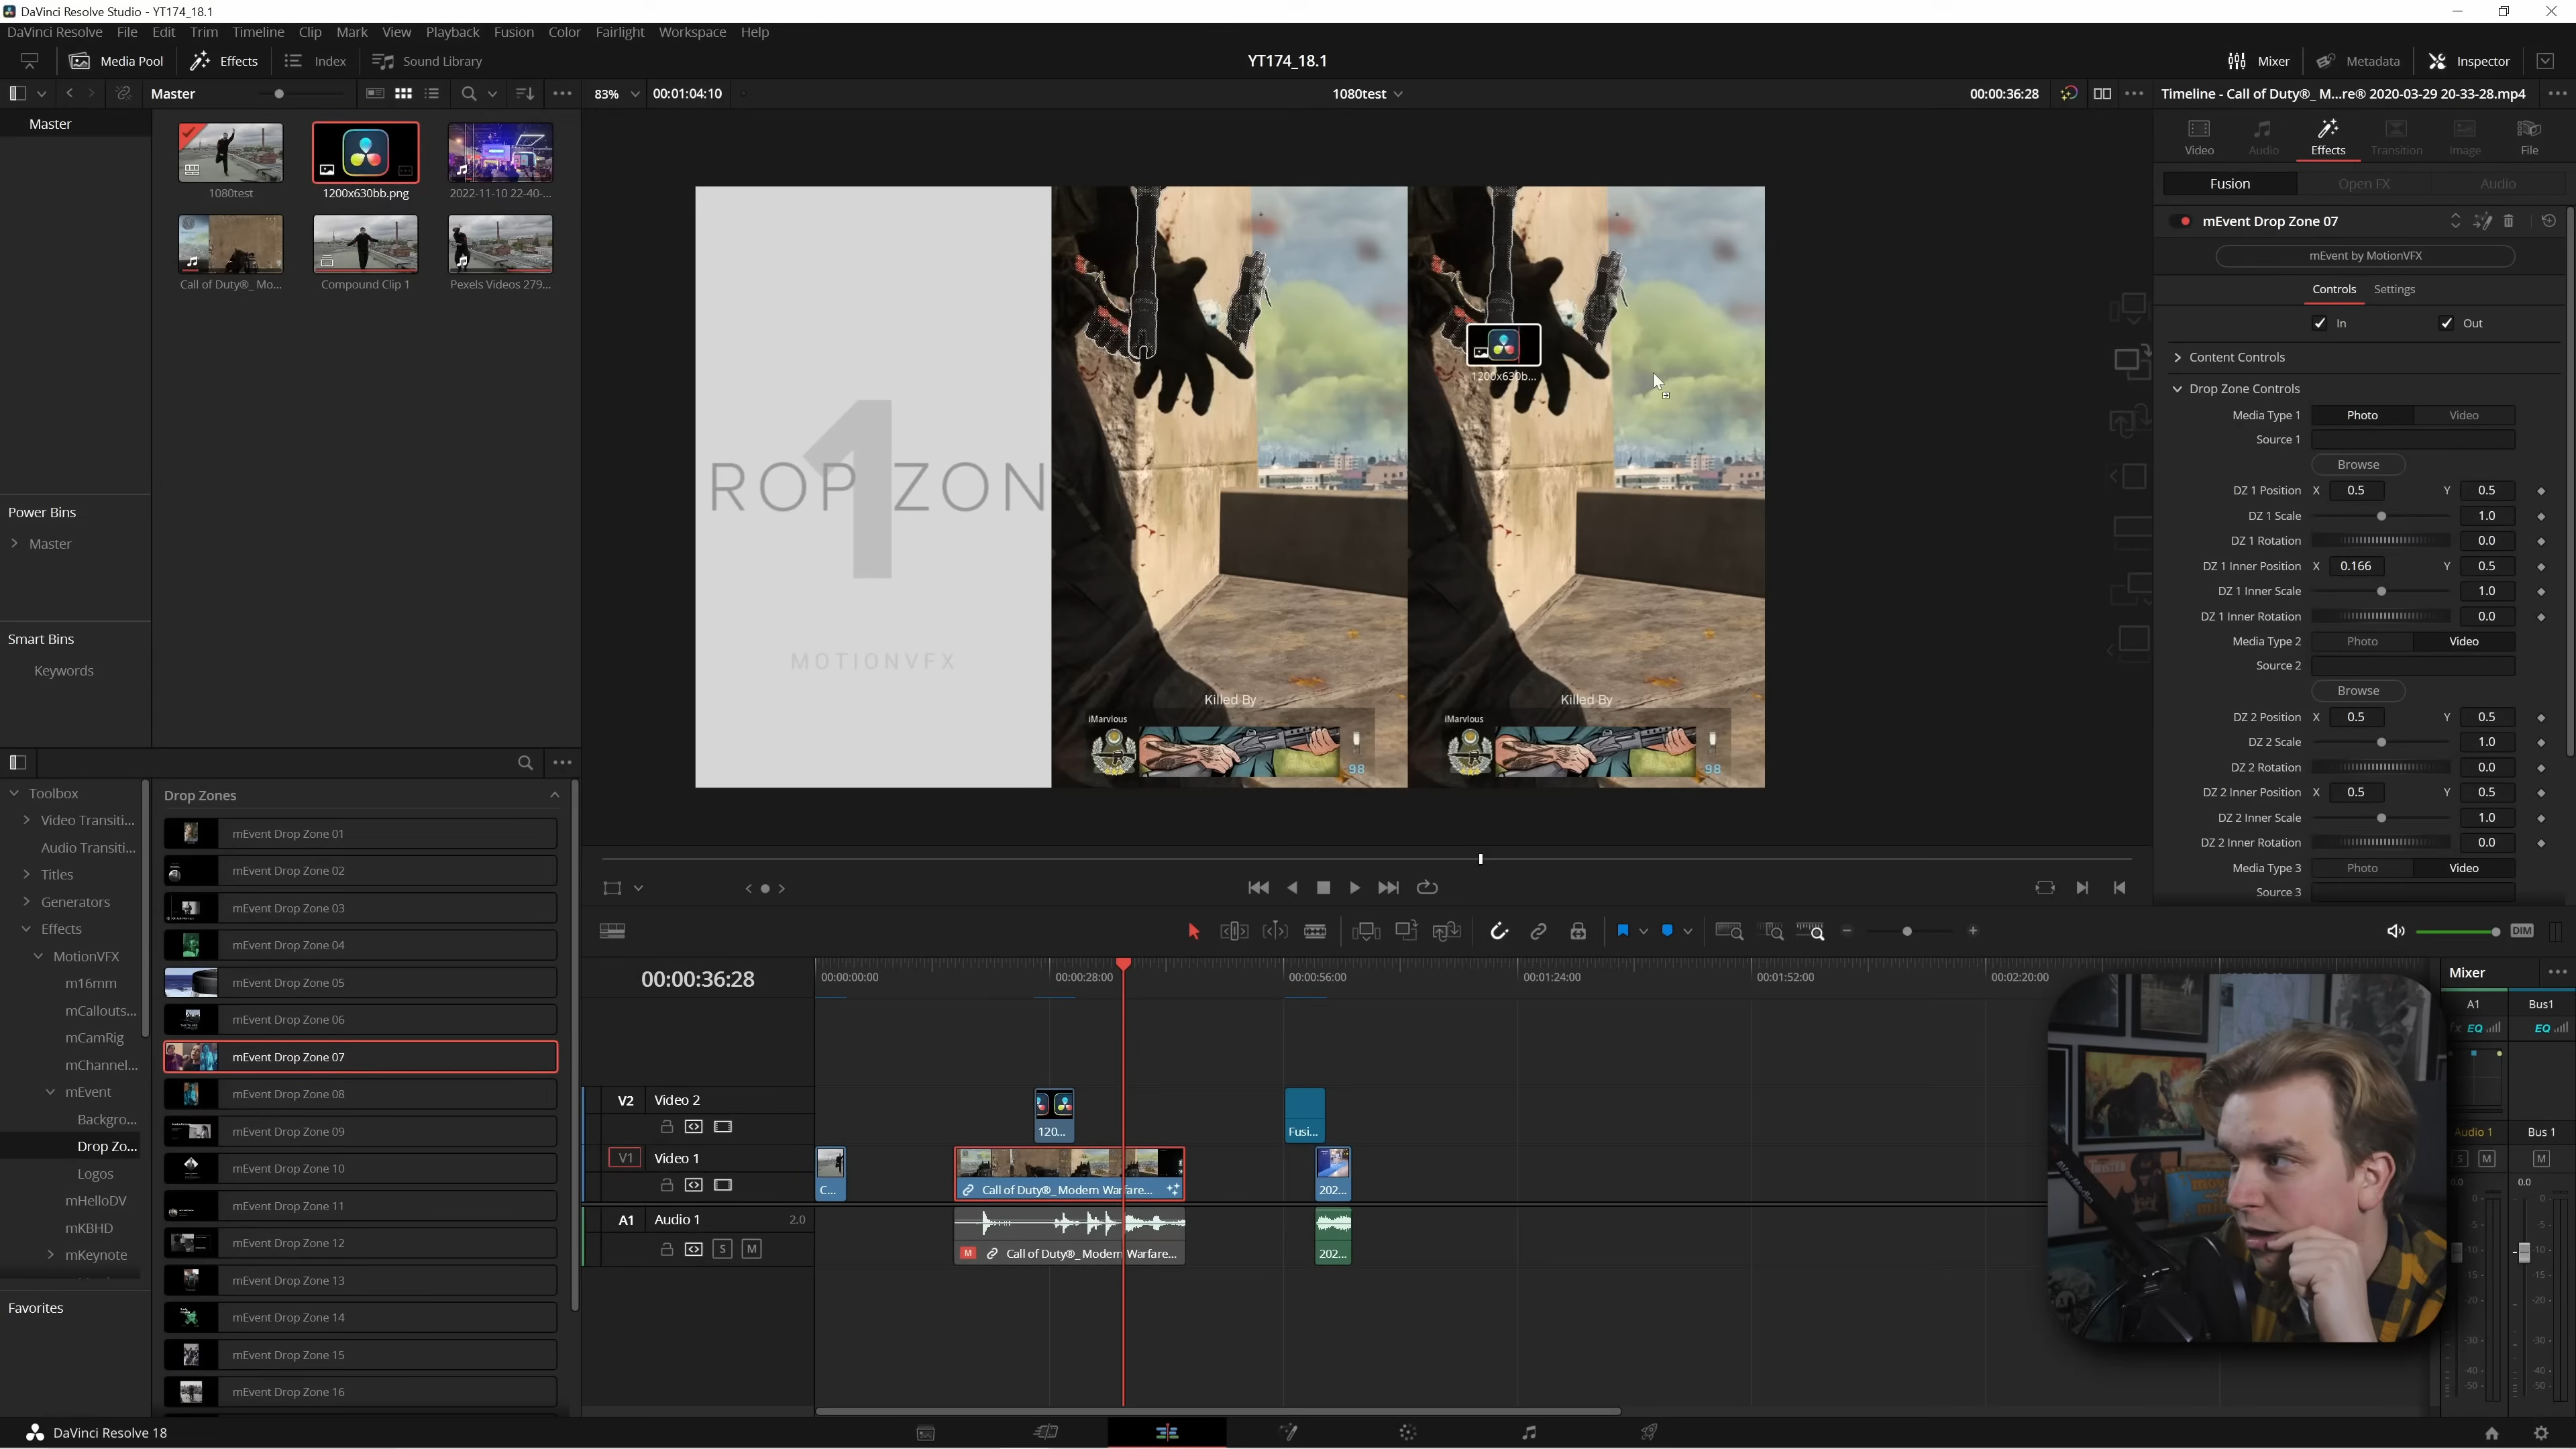 DaVinci Resolve Studio - YT174_18.1
DaVinci Resolve File Edit Trim Timeline Clip Mark View Playback Fusion Color Fairlight Workspace Help
Media Pool Effects Index Sound Library
YT174_18.1
Mixer Metadata Inspector
Master
83% 00:01:04:10
1080test
00:00:36:28
Timeline - Call of Duty®_ M...re® 2020-03-29 20-33-28.mp4
Master
1080test 1200x630bb.png 2022-11-10 22-40-...
Call of Duty®_ Mo... Compound Clip 1 Pexels Videos 279...
Power Bins
Master
Smart Bins
Keywords
ROP ZON
1
MOTIONVFX
1200x630b...
Killed By
iMarvlous
98
Killed By
iMarvlous
98
Video Audio Effects Transition Image File
Fusion Open FX Audio
mEvent Drop Zone 07
mEvent by MotionVFX
Controls Settings
In Out
Content Controls
Drop Zone Controls
Media Type 1 Photo Video
Source 1
Browse
DZ 1 Position X 0.5 Y 0.5
DZ 1 Scale 1.0
DZ 1 Rotation 0.0
DZ 1 Inner Position X 0.166 Y 0.5
DZ 1 Inner Scale 1.0
DZ 1 Inner Rotation 0.0
Media Type 2 Photo Video
Source 2
Browse
DZ 2 Position X 0.5 Y 0.5
DZ 2 Scale 1.0
DZ 2 Rotation 0.0
DZ 2 Inner Position X 0.5 Y 0.5
DZ 2 Inner Scale 1.0
DZ 2 Inner Rotation 0.0
Media Type 3 Photo Video
Source 3
Toolbox
Video Transiti...
Audio Transiti...
Titles
Generators
Effects
MotionVFX
m16mm
mCallouts...
mCamRig
mChannel...
mEvent
Backgro...
Drop Zo...
Logos
mHelloDV
mKBHD
mKeynote
Favorites
Drop Zones
mEvent Drop Zone 01
mEvent Drop Zone 02
mEvent Drop Zone 03
mEvent Drop Zone 04
mEvent Drop Zone 05
mEvent Drop Zone 06
mEvent Drop Zone 07
mEvent Drop Zone 08
mEvent Drop Zone 09
mEvent Drop Zone 10
mEvent Drop Zone 11
mEvent Drop Zone 12
mEvent Drop Zone 13
mEvent Drop Zone 14
mEvent Drop Zone 15
mEvent Drop Zone 16
DIM
00:00:36:28
00:00:00:00 00:00:28:00 00:00:56:00 00:01:24:00 00:01:52:00 00:02:20:00
V2 Video 2
120... Fusi...
V1 Video 1
C... Call of Duty®_ Modern Warfare... 202...
A1 Audio 1 2.0
S M
M Call of Duty®_ Modern Warfare... 202...
Mixer
A1 Bus1
fx EQ EQ
Audio 1 Bus 1
S M M
0.0 0.0
DaVinci Resolve 18